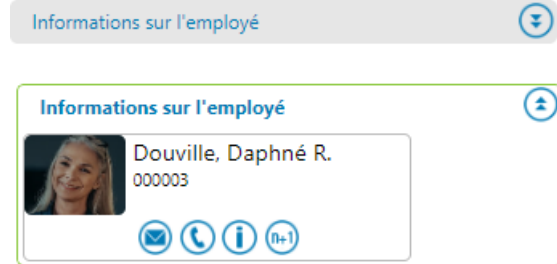 Informations sur l'employé
Informations sur l'employé
Douville, Daphné R.
000003
n+1